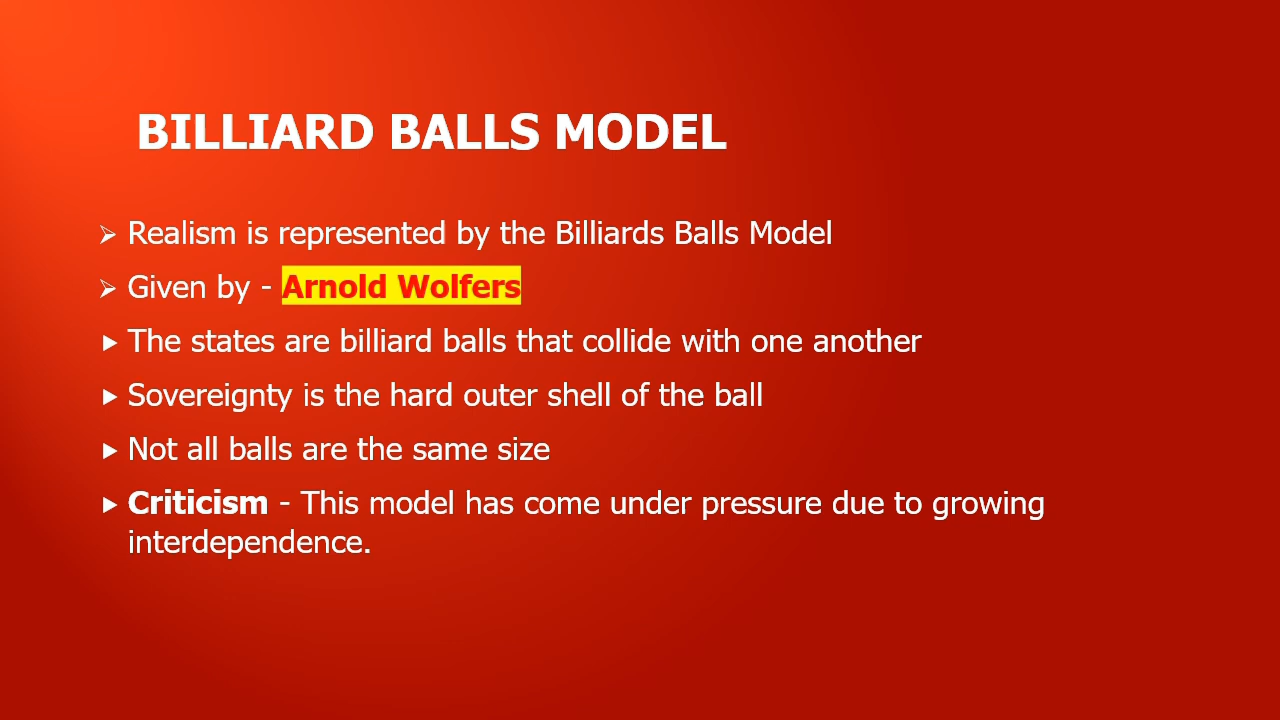 BILLIARD BALLS MODEL
➢ Realism is represented by the Billiards Balls Model
➢ Given by - Arnold Wolfers
▶ The states are billiard balls that collide with one another
▶ Sovereignty is the hard outer shell of the ball
▶ Not all balls are the same size
▶ Criticism - This model has come under pressure due to growing
interdependence.